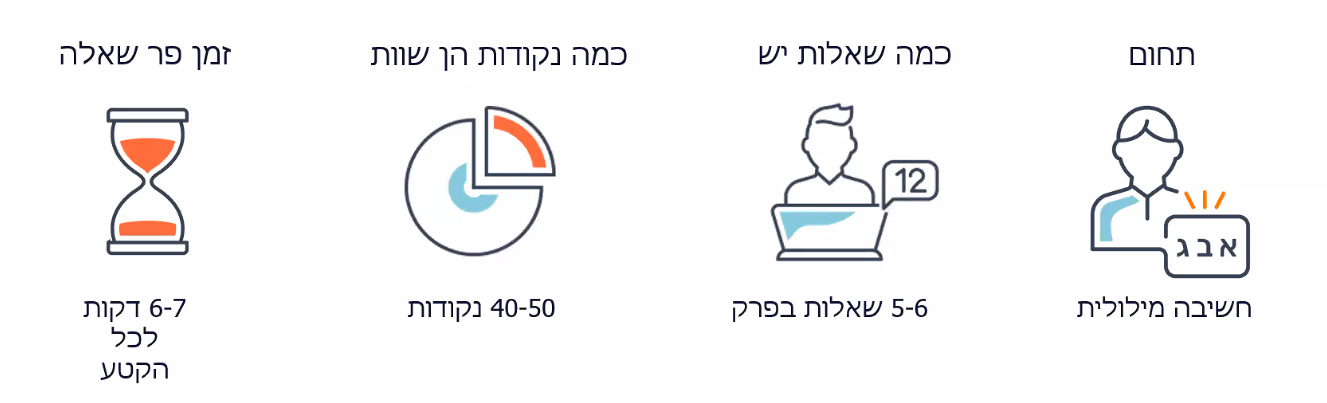 תחום
כמה שאלות יש
כמה נקודות הן שוות
זמן פר שאלה
אבג
12
חשיבה מילולית
5-6 שאלות בפרק
40-50 נקודות
6-7 דקות
לכל
הקטע